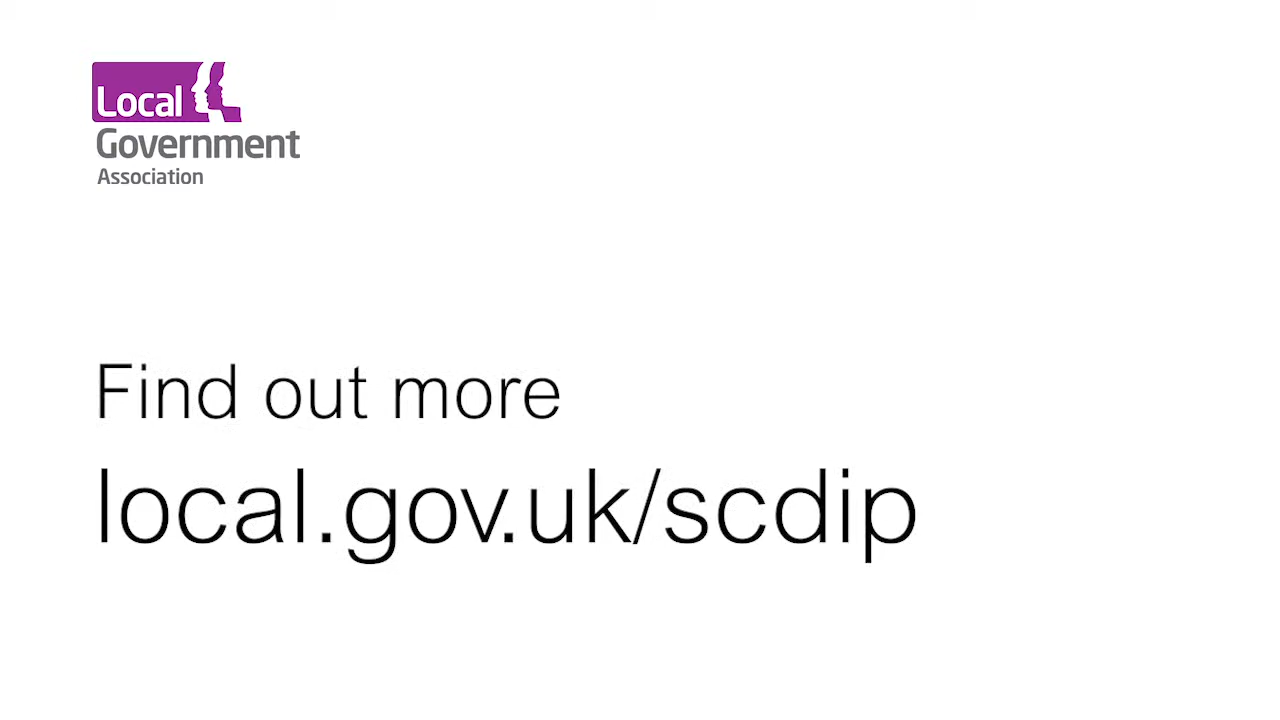 Local
Government
Association
Find out more
local.gov.uk/scdip